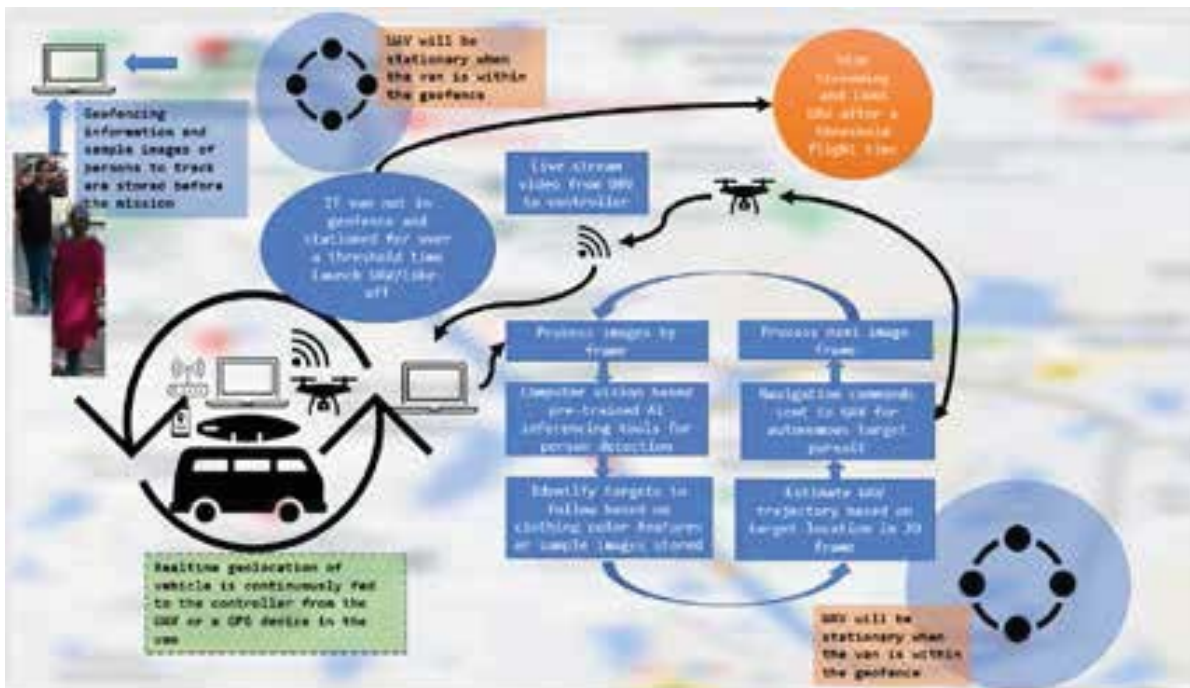 UAV will be
stationary when
the van is within
the geofence
Geofencing
information and
sample images of
persons to track
are stored before
the mission
Stop
Streaming
and Land
UAV after a
threshold
flight time
Live stream
video from UAV
to controller
If van not in
geofence and
stationed for over
a threshold time
launch UAV/take-
off
Process images by
frame
Process next image
frame
Computer vision based
pre-trained AI
inferencing tools for
person detection
Navigation commands
sent to UAV for
autonomous target
pursuit
Identify targets to
follow based on
clothing color features
or sample images stored
Estimate UAV
trajectory based on
target location in 2D
frame
Realtime geolocation of
vehicle is continuously fed
to the controller from the
UAV or a GPS device in the
van
UAV will be
stationary when
the van is within
the geofence